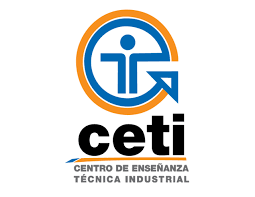 ceti
CENTRO DE ENSEÑANZA
TÉCNICA INDUSTRIAL